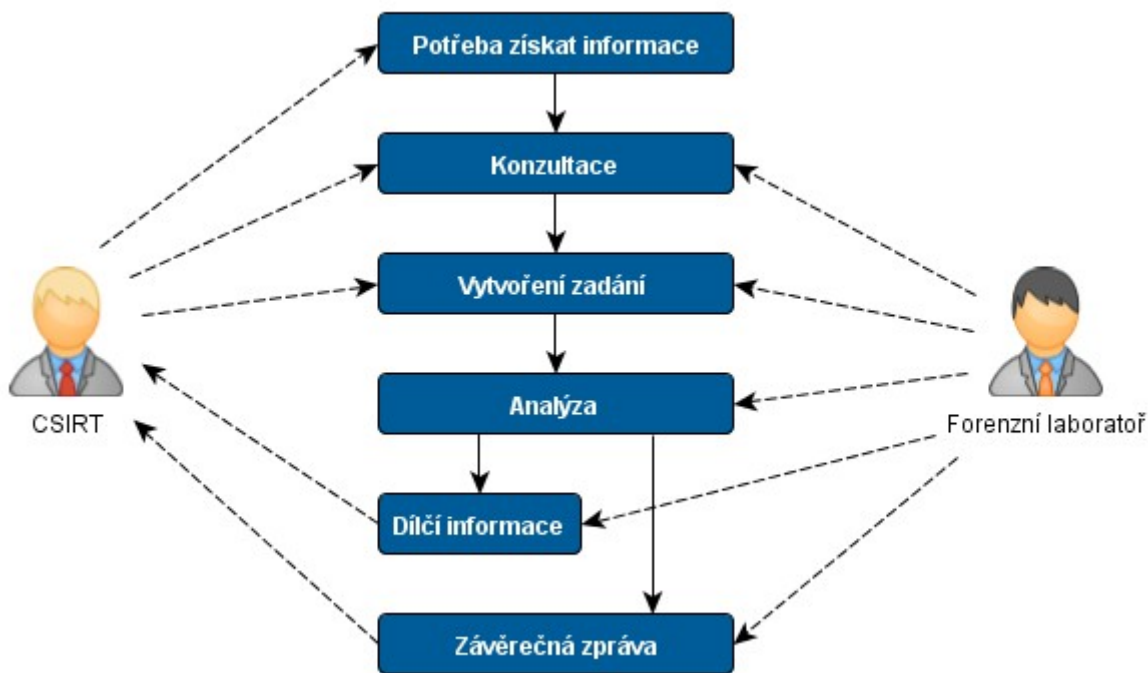 Potřeba získat informace
Konzultace
Vytvoření zadání
Analýza
CSIRT
Forenzní laboratoř
Dílčí informace
Závěrečná zpráva